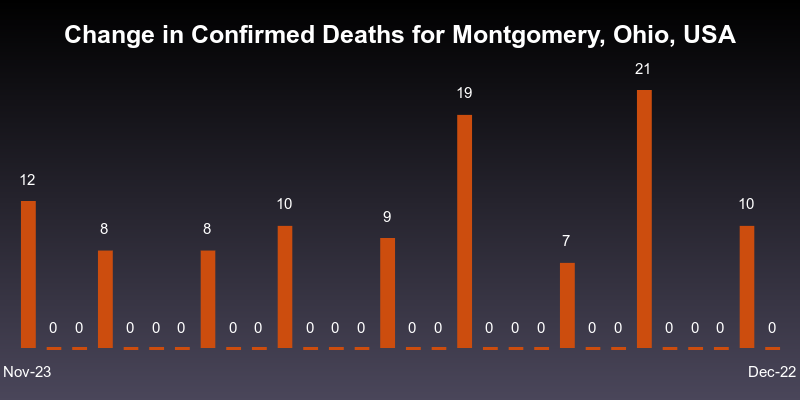 Change in Confirmed Deaths for Montgomery, Ohio, USA
12 0 0 8 0 0 0 8 0 0 10 0 0 0 9 0 0 19 0 0 0 7 0 0 21 0 0 0 10 0
Nov-23 Dec-22